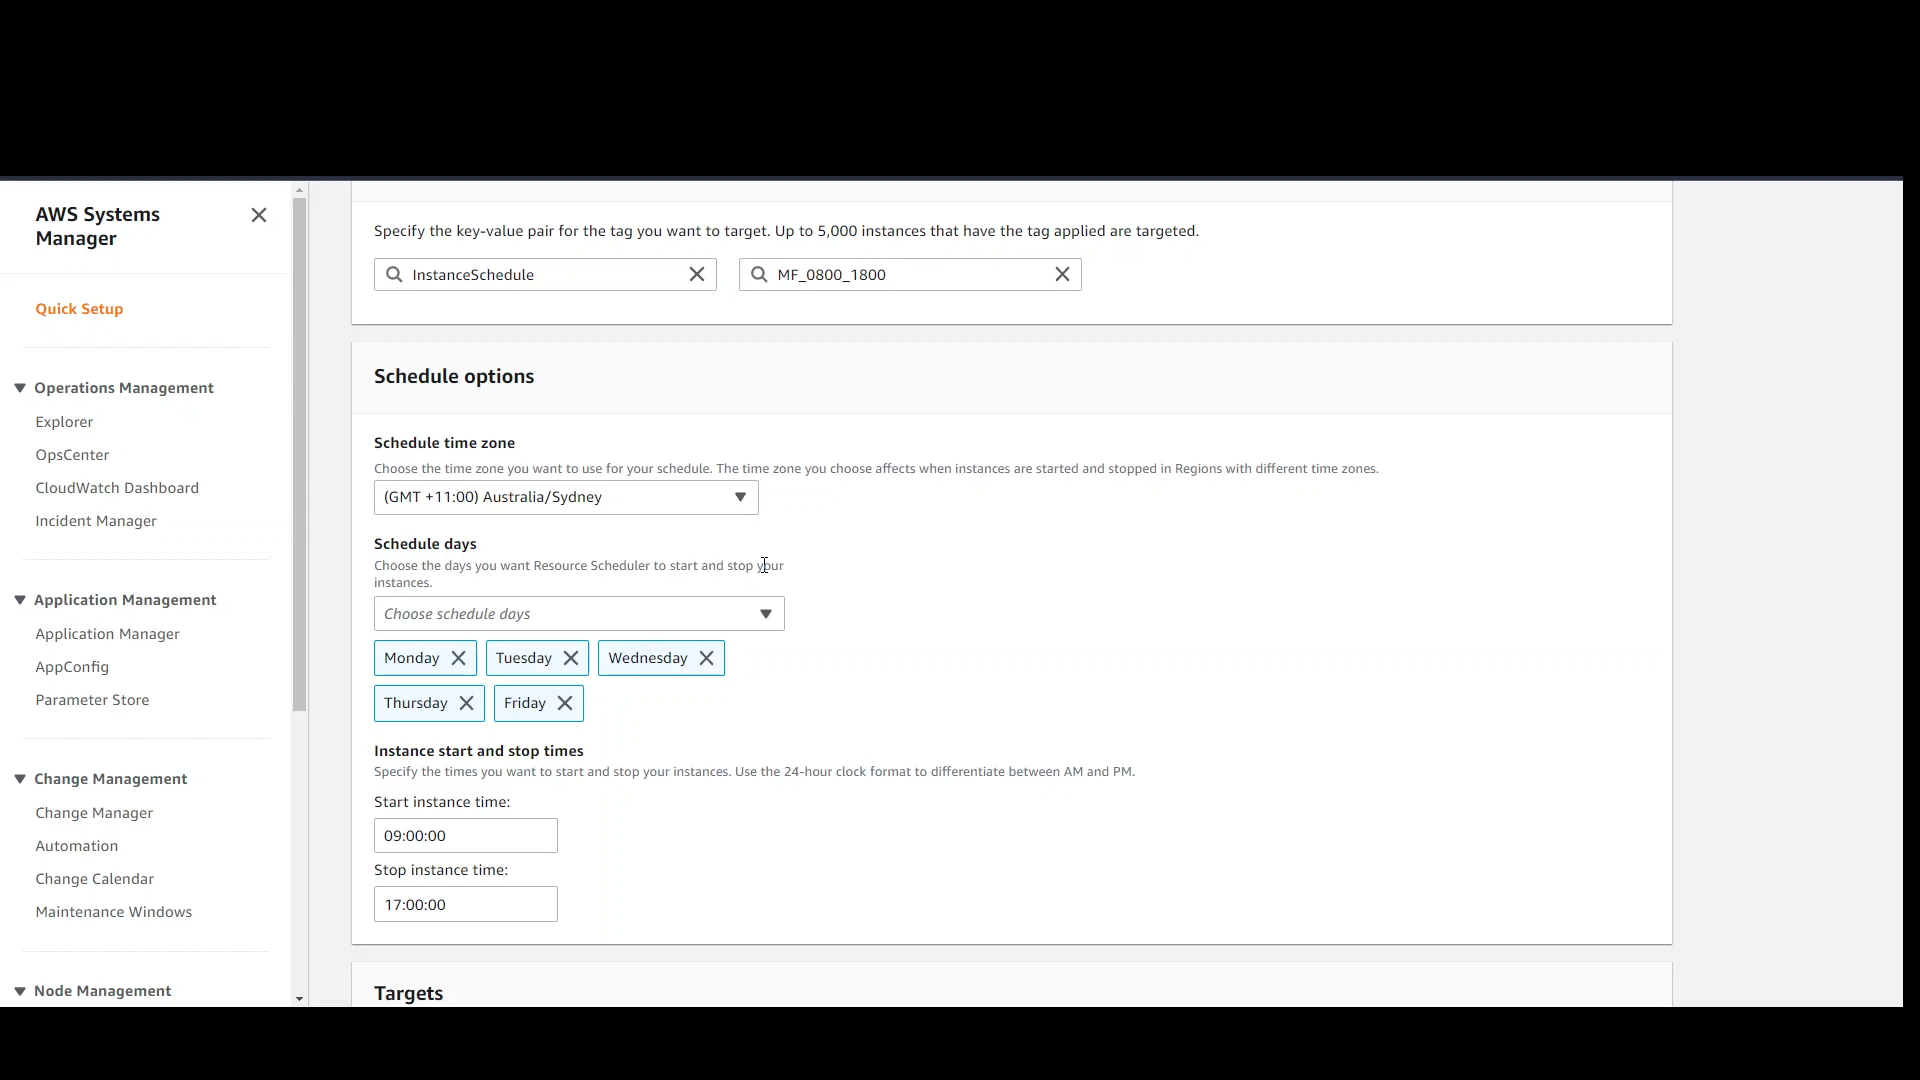 AWS Systems
Manager
Quick Setup
Operations Management
Explorer
OpsCenter
CloudWatch Dashboard
Incident Manager
Application Management
Application Manager
AppConfig
Parameter Store
Change Management
Change Manager
Automation
Change Calendar
Maintenance Windows
Node Management
Specify the key-value pair for the tag you want to target. Up to 5,000 instances that have the tag applied are targeted.
InstanceSchedule
MF_0800_1800
Schedule options
Schedule time zone
Choose the time zone you want to use for your schedule. The time zone you choose affects when instances are started and stopped in Regions with different time zones.
(GMT +11:00) Australia/Sydney
Schedule days
Choose the days you want Resource Scheduler to start and stop your
instances.
Choose schedule days
Monday Tuesday Wednesday
Thursday Friday
Instance start and stop times
Specify the times you want to start and stop your instances. Use the 24-hour clock format to differentiate between AM and PM.
Start instance time:
09:00:00
Stop instance time:
17:00:00
Targets